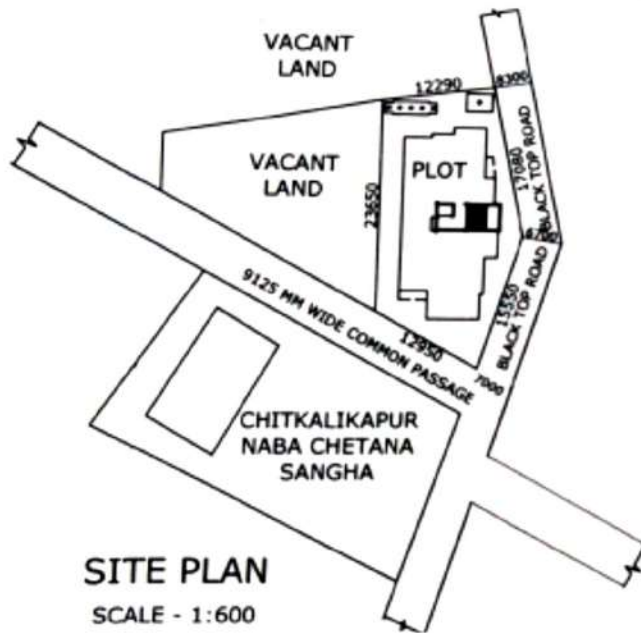 VACANT
LAND
12290
8300
VACANT
LAND
PLOT
23650
17080
BLACK TOP ROAD
15550
BLACK TOP ROAD
9125 MM WIDE COMMON PASSAGE
12950
7000
CHITKALIKAPUR
NABA CHETANA
SANGHA
SITE PLAN
SCALE - 1:600